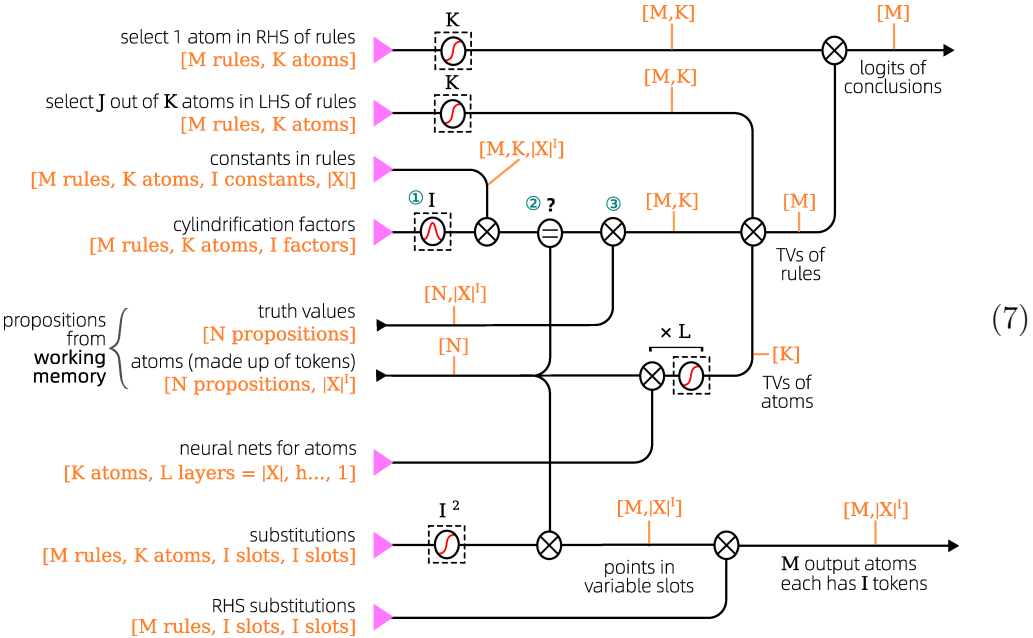 K
[M,K]
[M]
select 1 atom in RHS of rules
[M rules, K atoms]
logits of
conclusions
K
[M,K]
select J out of K atoms in LHS of rules
[M rules, K atoms]
constants in rules
[M rules, K atoms, I constants, |X|]
[M,K,|X|ᴵ]
① I
② ?
③
[M,K]
[M]
cylindrification factors
[M rules, K atoms, I factors]
TVs of
rules
(7)
propositions
from
working
memory
truth values
[N propositions]
[N,|X|ᴵ]
atoms (made up of tokens)
[N propositions, |X|ᴵ]
[N]
× L
[K]
TVs of
atoms
neural nets for atoms
[K atoms, L layers = |X|, h..., 1]
I ²
substitutions
[M rules, K atoms, I slots, I slots]
[M,|X|ᴵ]
points in
variable slots
[M,|X|ᴵ]
M output atoms
each has I tokens
RHS substitutions
[M rules, I slots, I slots]